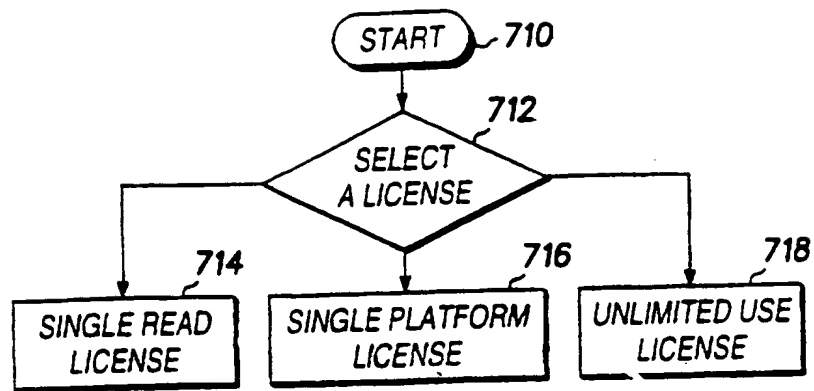 START
710
712
SELECT
A LICENSE
714
716
718
SINGLE READ
LICENSE
SINGLE PLATFORM
LICENSE
UNLIMITED USE
LICENSE